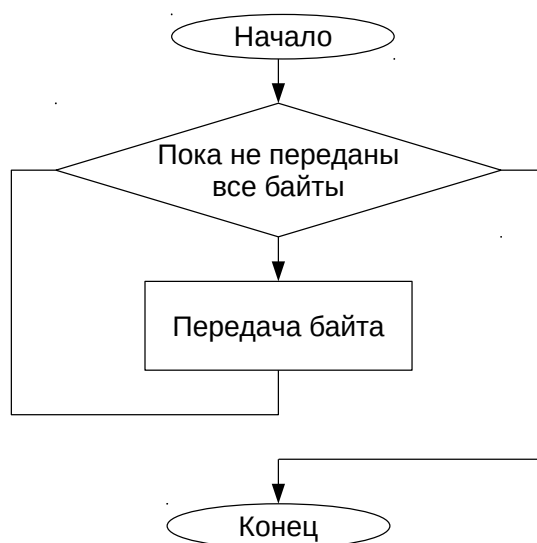 Начало
Пока не переданы
все байты
Передача байта
Конец